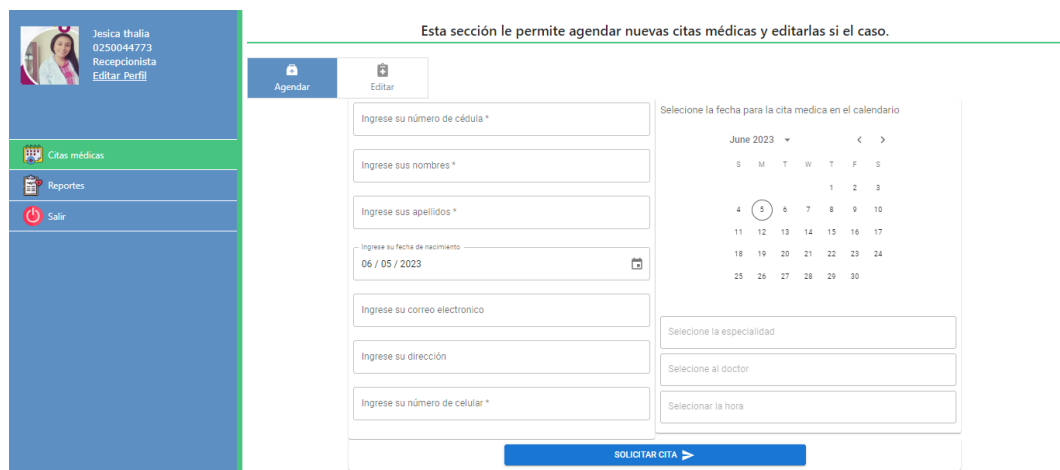 Jesica thalia
0250044773
Recepcionista
Editar Perfil
Citas médicas
Reportes
Salir
Esta sección le permite agendar nuevas citas médicas y editarlas si el caso.
Agendar
Editar
Ingrese su número de cédula *
Ingrese sus nombres *
Ingrese sus apellidos *
Ingrese su fecha de nacimiento
06 / 05 / 2023
Ingrese su correo electronico
Ingrese su dirección
Ingrese su número de celular *
Selecione la fecha para la cita medica en el calendario
June 2023
S M T W T F S
1 2 3
4 5 6 7 8 9 10
11 12 13 14 15 16 17
18 19 20 21 22 23 24
25 26 27 28 29 30
Selecione la especialidad
Selecione al doctor
Selecionar la hora
SOLICITAR CITA